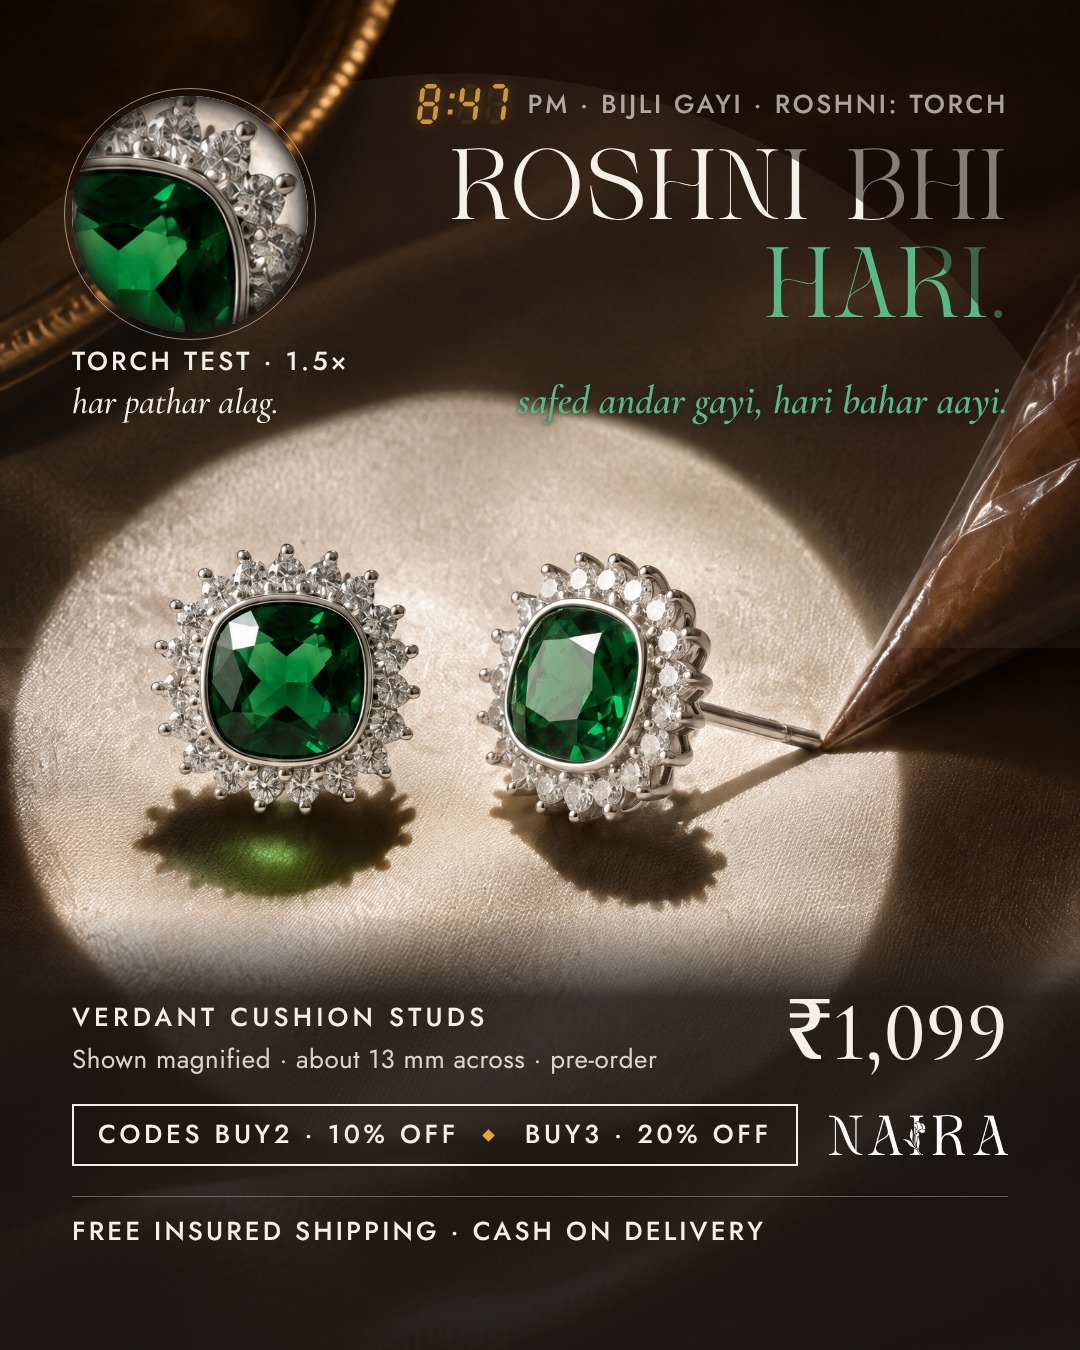 8:47 PM · BIJLI GAYI · ROSHNI: TORCH
ROSHNI BHI
HARI.
TORCH TEST · 1.5×
har pathar alag.
safed andar gayi, hari bahar aayi.
VERDANT CUSHION STUDS
Shown magnified · about 13 mm across · pre-order
₹1,099
CODES BUY2 · 10% OFF ◆ BUY3 · 20% OFF
NAIRA
FREE INSURED SHIPPING · CASH ON DELIVERY